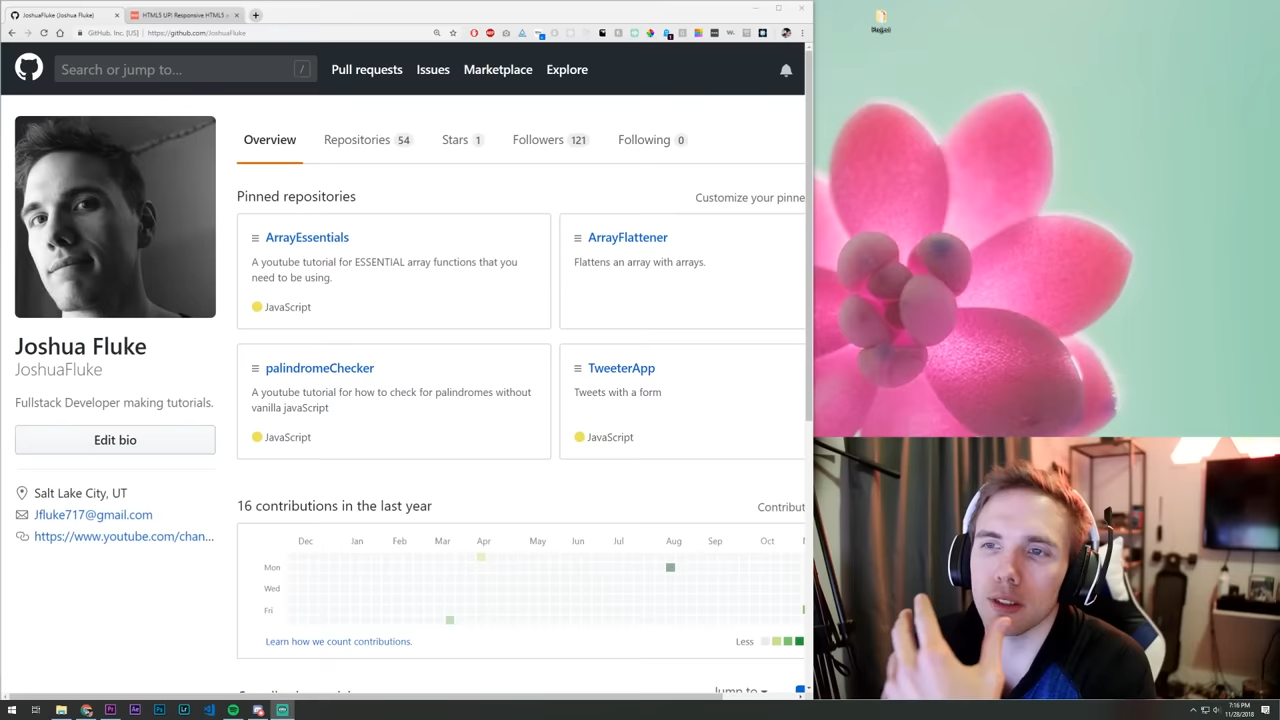 JoshuaFluke (Joshua Fluke)
HTML5 UP! Responsive HTML5
GitHub, Inc. [US]
https://github.com/JoshuaFluke
Search or jump to...
/
Pull requests
Issues
Marketplace
Explore
Overview
Repositories 54
Stars 1
Followers 121
Following 0
Pinned repositories
Customize your pinne
ArrayEssentials
A youtube tutorial for ESSENTIAL array functions that you
need to be using.
JavaScript
ArrayFlattener
Flattens an array with arrays.
palindromeChecker
A youtube tutorial for how to check for palindromes without
vanilla javaScript
JavaScript
TweeterApp
Tweets with a form
JavaScript
Joshua Fluke
JoshuaFluke
Fullstack Developer making tutorials.
Edit bio
Salt Lake City, UT
Jfluke717@gmail.com
https://www.youtube.com/chan...
16 contributions in the last year
Contribut
Dec Jan Feb Mar Apr May Jun Jul Aug Sep Oct
Mon
Wed
Fri
Learn how we count contributions.
Less
Jump to
7:16 PM
11/28/2018